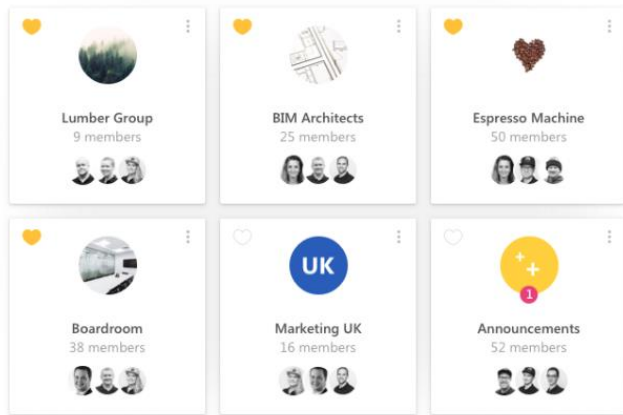 Lumber Group
9 members
BIM Architects
25 members
Espresso Machine
50 members
UK
1
Boardroom
38 members
Marketing UK
16 members
Announcements
52 members